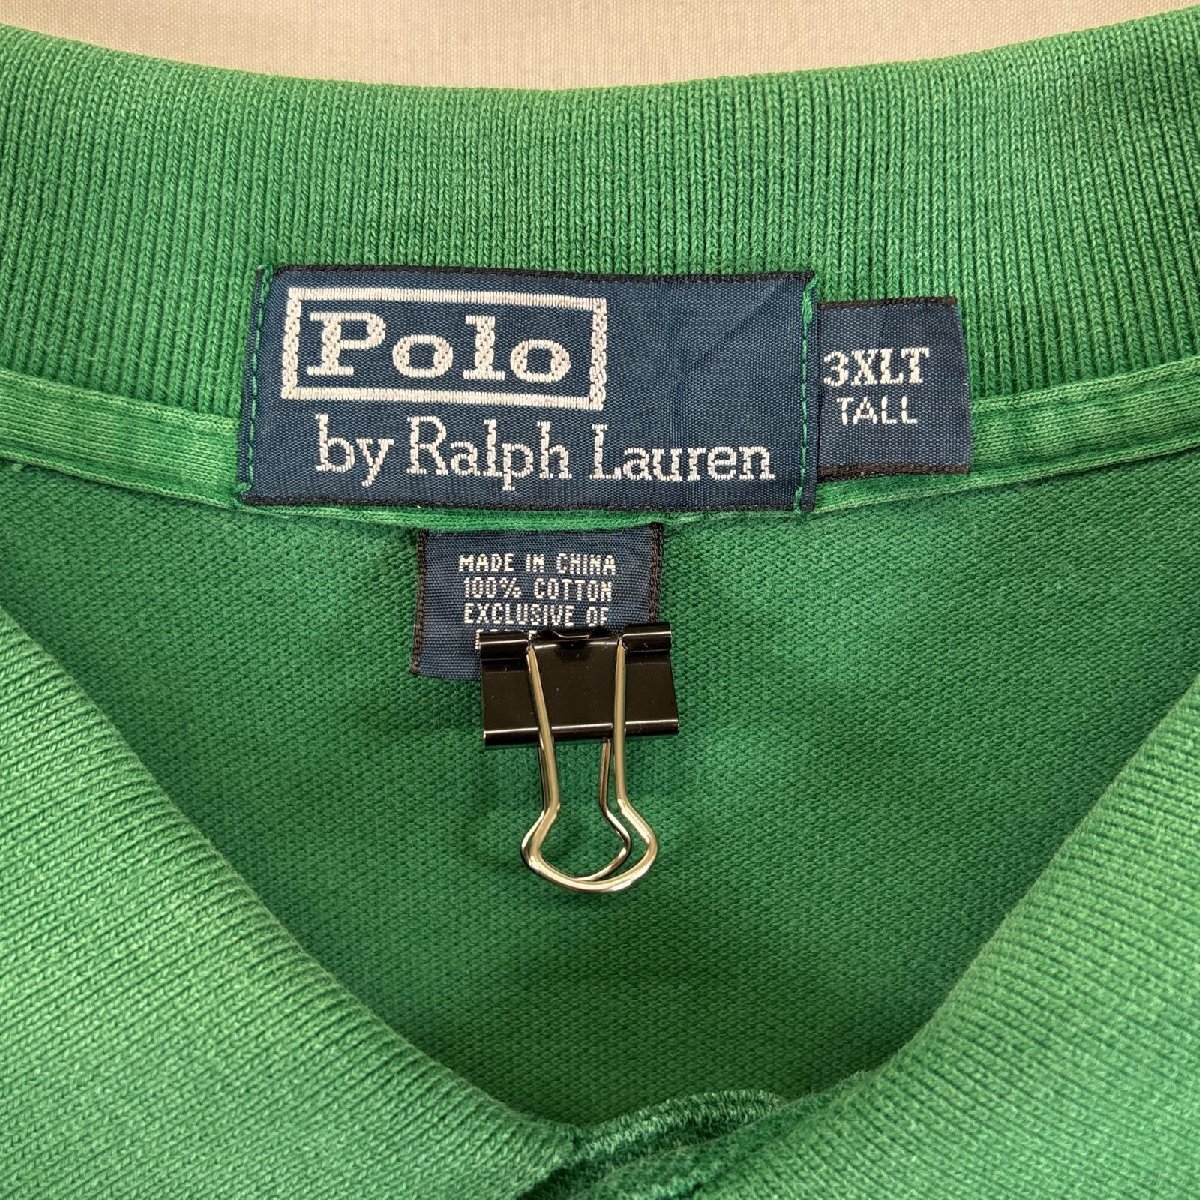 Polo
by Ralph Lauren
3XLT
TALL
MADE IN CHINA
100% COTTON
EXCLUSIVE OF